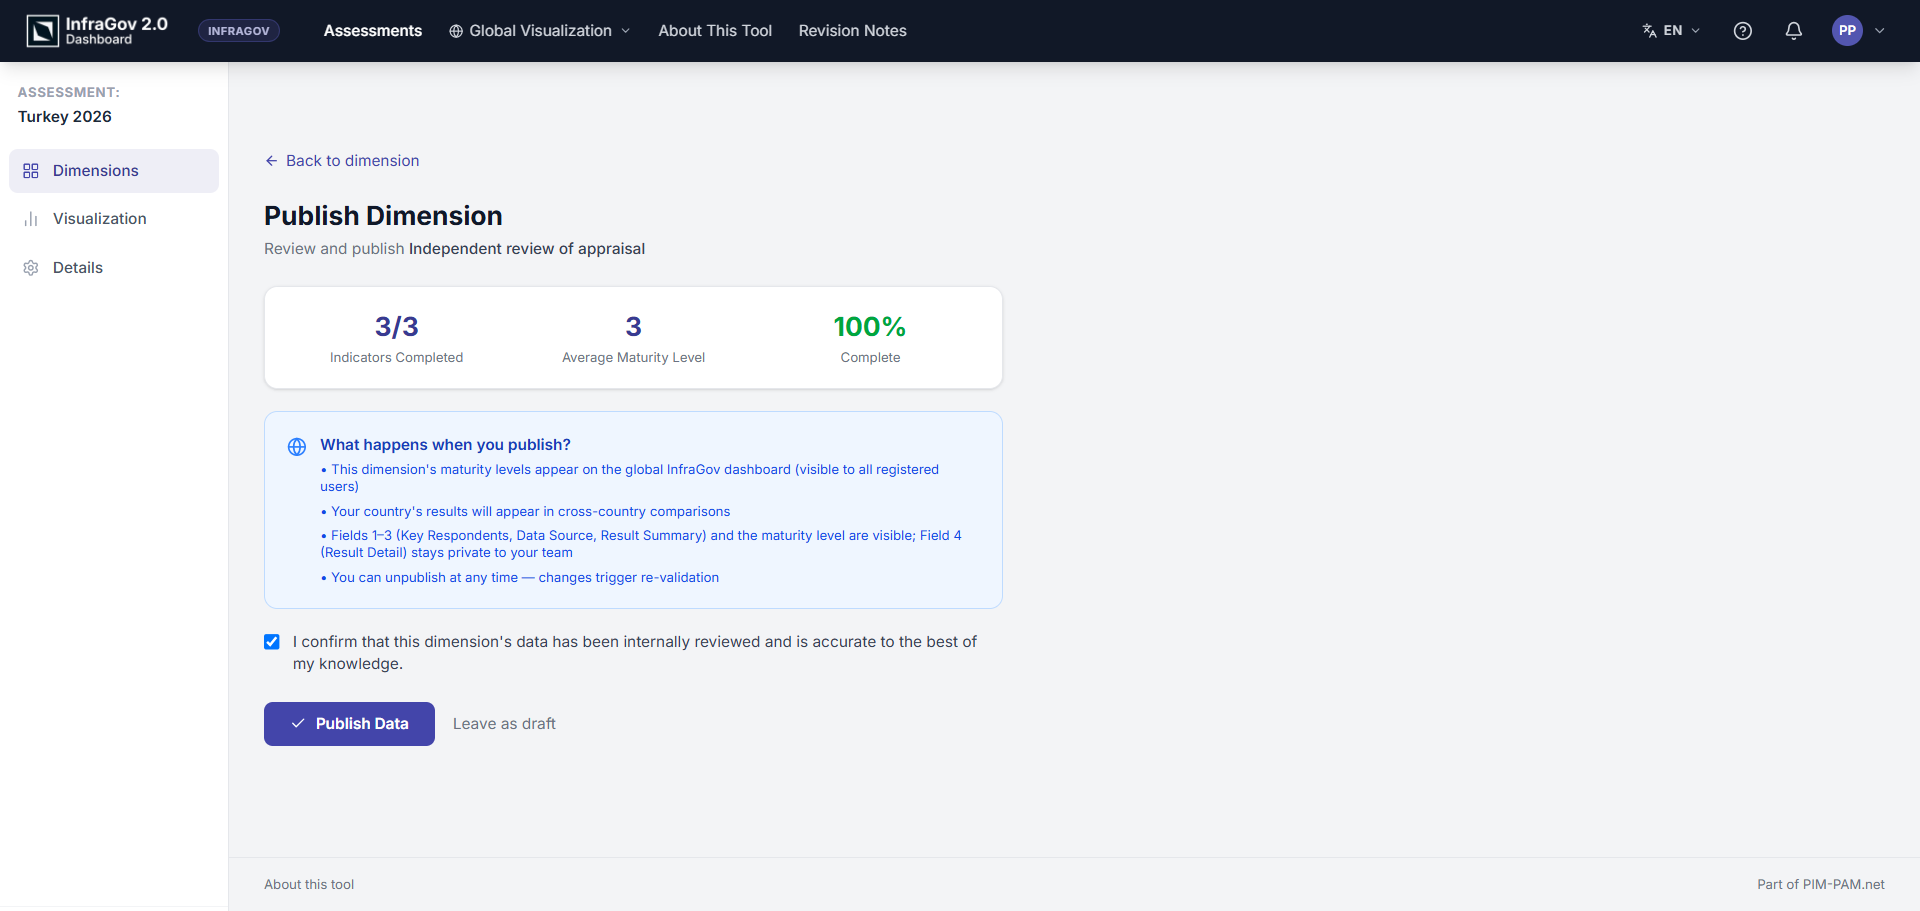 InfraGov 2.0
Dashboard
INFRAGOV
Assessments
Global Visualization
About This Tool
Revision Notes
EN
PP
ASSESSMENT:
Turkey 2026
Dimensions
Visualization
Details
Back to dimension
Publish Dimension
Review and publish Independent review of appraisal
3/3
Indicators Completed
3
Average Maturity Level
100%
Complete
What happens when you publish?
• This dimension's maturity levels appear on the global InfraGov dashboard (visible to all registered
users)
• Your country's results will appear in cross-country comparisons
• Fields 1–3 (Key Respondents, Data Source, Result Summary) and the maturity level are visible; Field 4
(Result Detail) stays private to your team
• You can unpublish at any time — changes trigger re-validation
I confirm that this dimension's data has been internally reviewed and is accurate to the best of
my knowledge.
Publish Data
Leave as draft
About this tool
Part of PIM-PAM.net